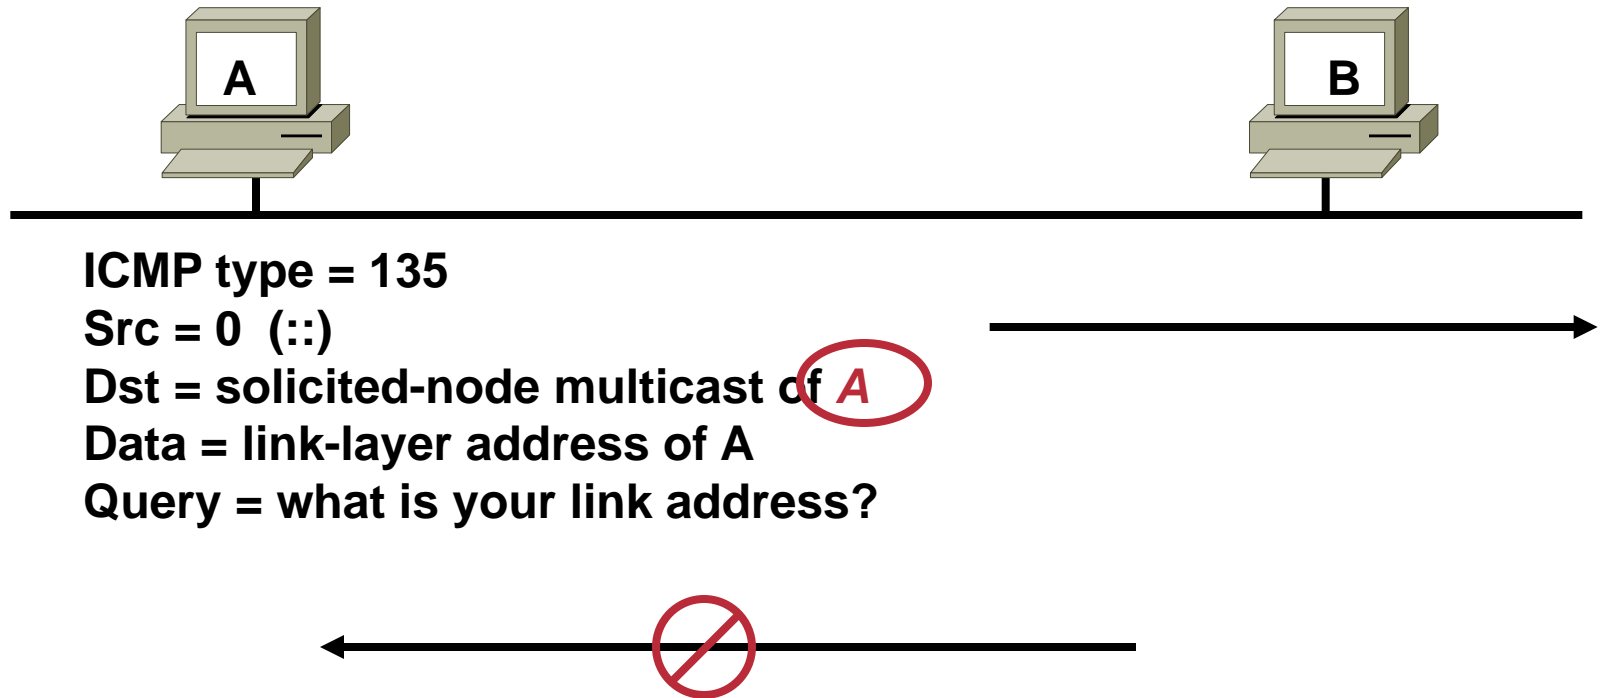 A
B
ICMP type = 135
Src = 0 (::)
Dst = solicited-node multicast of A
Data = link-layer address of A
Query = what is your link address?